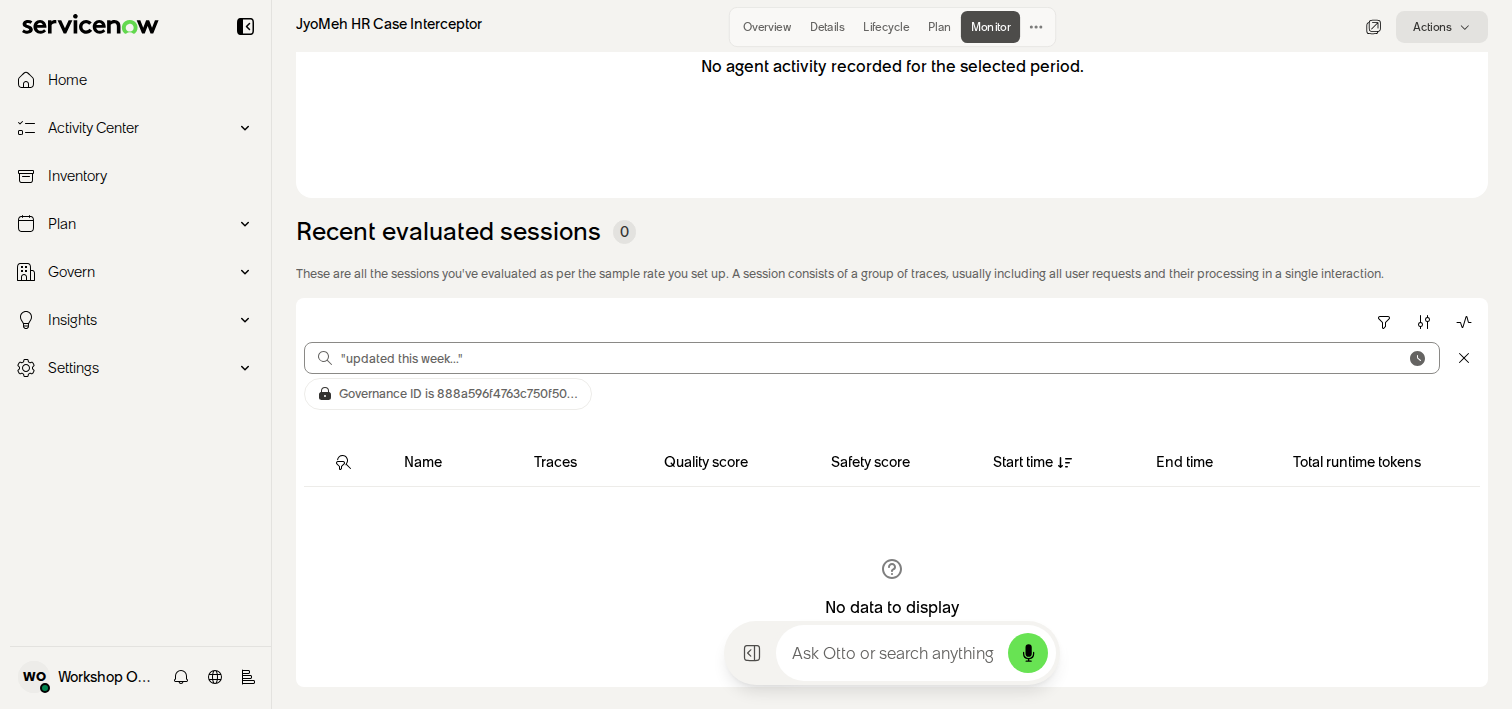 servicenow
JyoMeh HR Case Interceptor
Overview
Details
Lifecycle
Plan
Monitor
Actions
Home
Activity Center
Inventory
Plan
Govern
Insights
Settings
No agent activity recorded for the selected period.
Recent evaluated sessions 0
These are all the sessions you've evaluated as per the sample rate you set up. A session consists of a group of traces, usually including all user requests and their processing in a single interaction.
"updated this week..."
Governance ID is 888a596f4763c750f50...
Name Traces Quality score Safety score Start time End time Total runtime tokens
No data to display
Ask Otto or search anything
WO Workshop O...